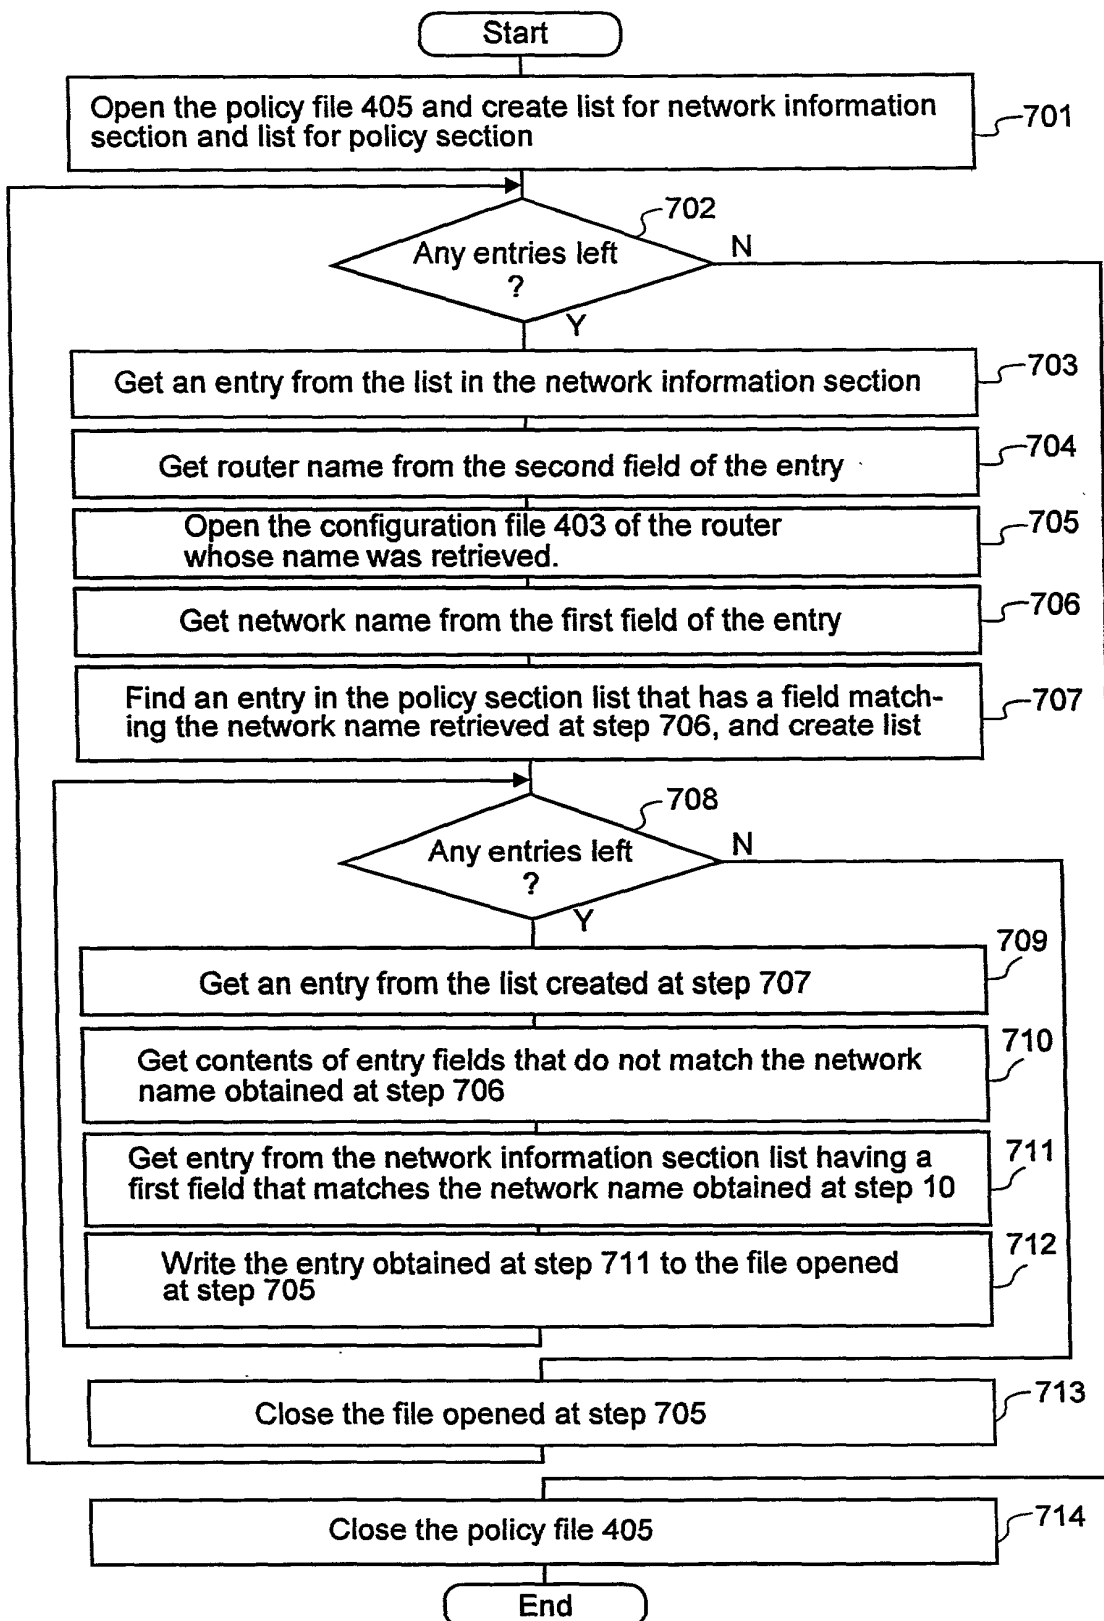 Start
Open the policy file 405 and create list for network information
section and list for policy section
701
702
Any entries left
?
N
Y
Get an entry from the list in the network information section
703
Get router name from the second field of the entry
704
Open the configuration file 403 of the router
whose name was retrieved.
705
Get network name from the first field of the entry
706
Find an entry in the policy section list that has a field match-
ing the network name retrieved at step 706, and create list
707
708
Any entries left
?
N
Y
709
Get an entry from the list created at step 707
Get contents of entry fields that do not match the network
name obtained at step 706
710
Get entry from the network information section list having a
first field that matches the network name obtained at step 10
711
Write the entry obtained at step 711 to the file opened
at step 705
712
Close the file opened at step 705
713
Close the policy file 405
714
End